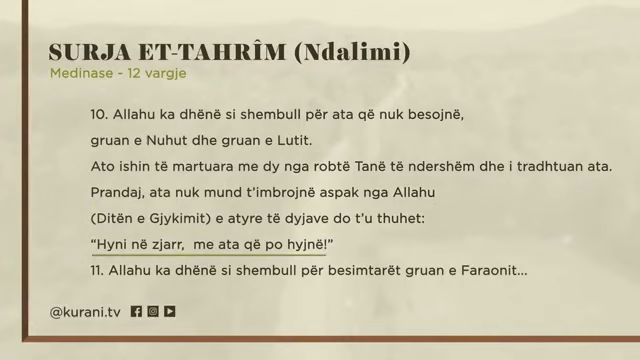 SURJA ET-TAHRÎM (Ndalimi)
Medinase - 12 vargje
10. Allahu ka dhënë si shembull për ata që nuk besojnë,
gruan e Nuhut dhe gruan e Lutit.
Ato ishin të martuara me dy nga robtë Tanë të ndershëm dhe i tradhtuan ata.
Prandaj, ata nuk mund t’imbrojnë aspak nga Allahu
(Ditën e Gjykimit) e atyre të dyjave do t’u thuhet:
“Hyni në zjarr,  me ata që po hyjnë!”
11. Allahu ka dhënë si shembull për besimtarët gruan e Faraonit...
@kurani.tv